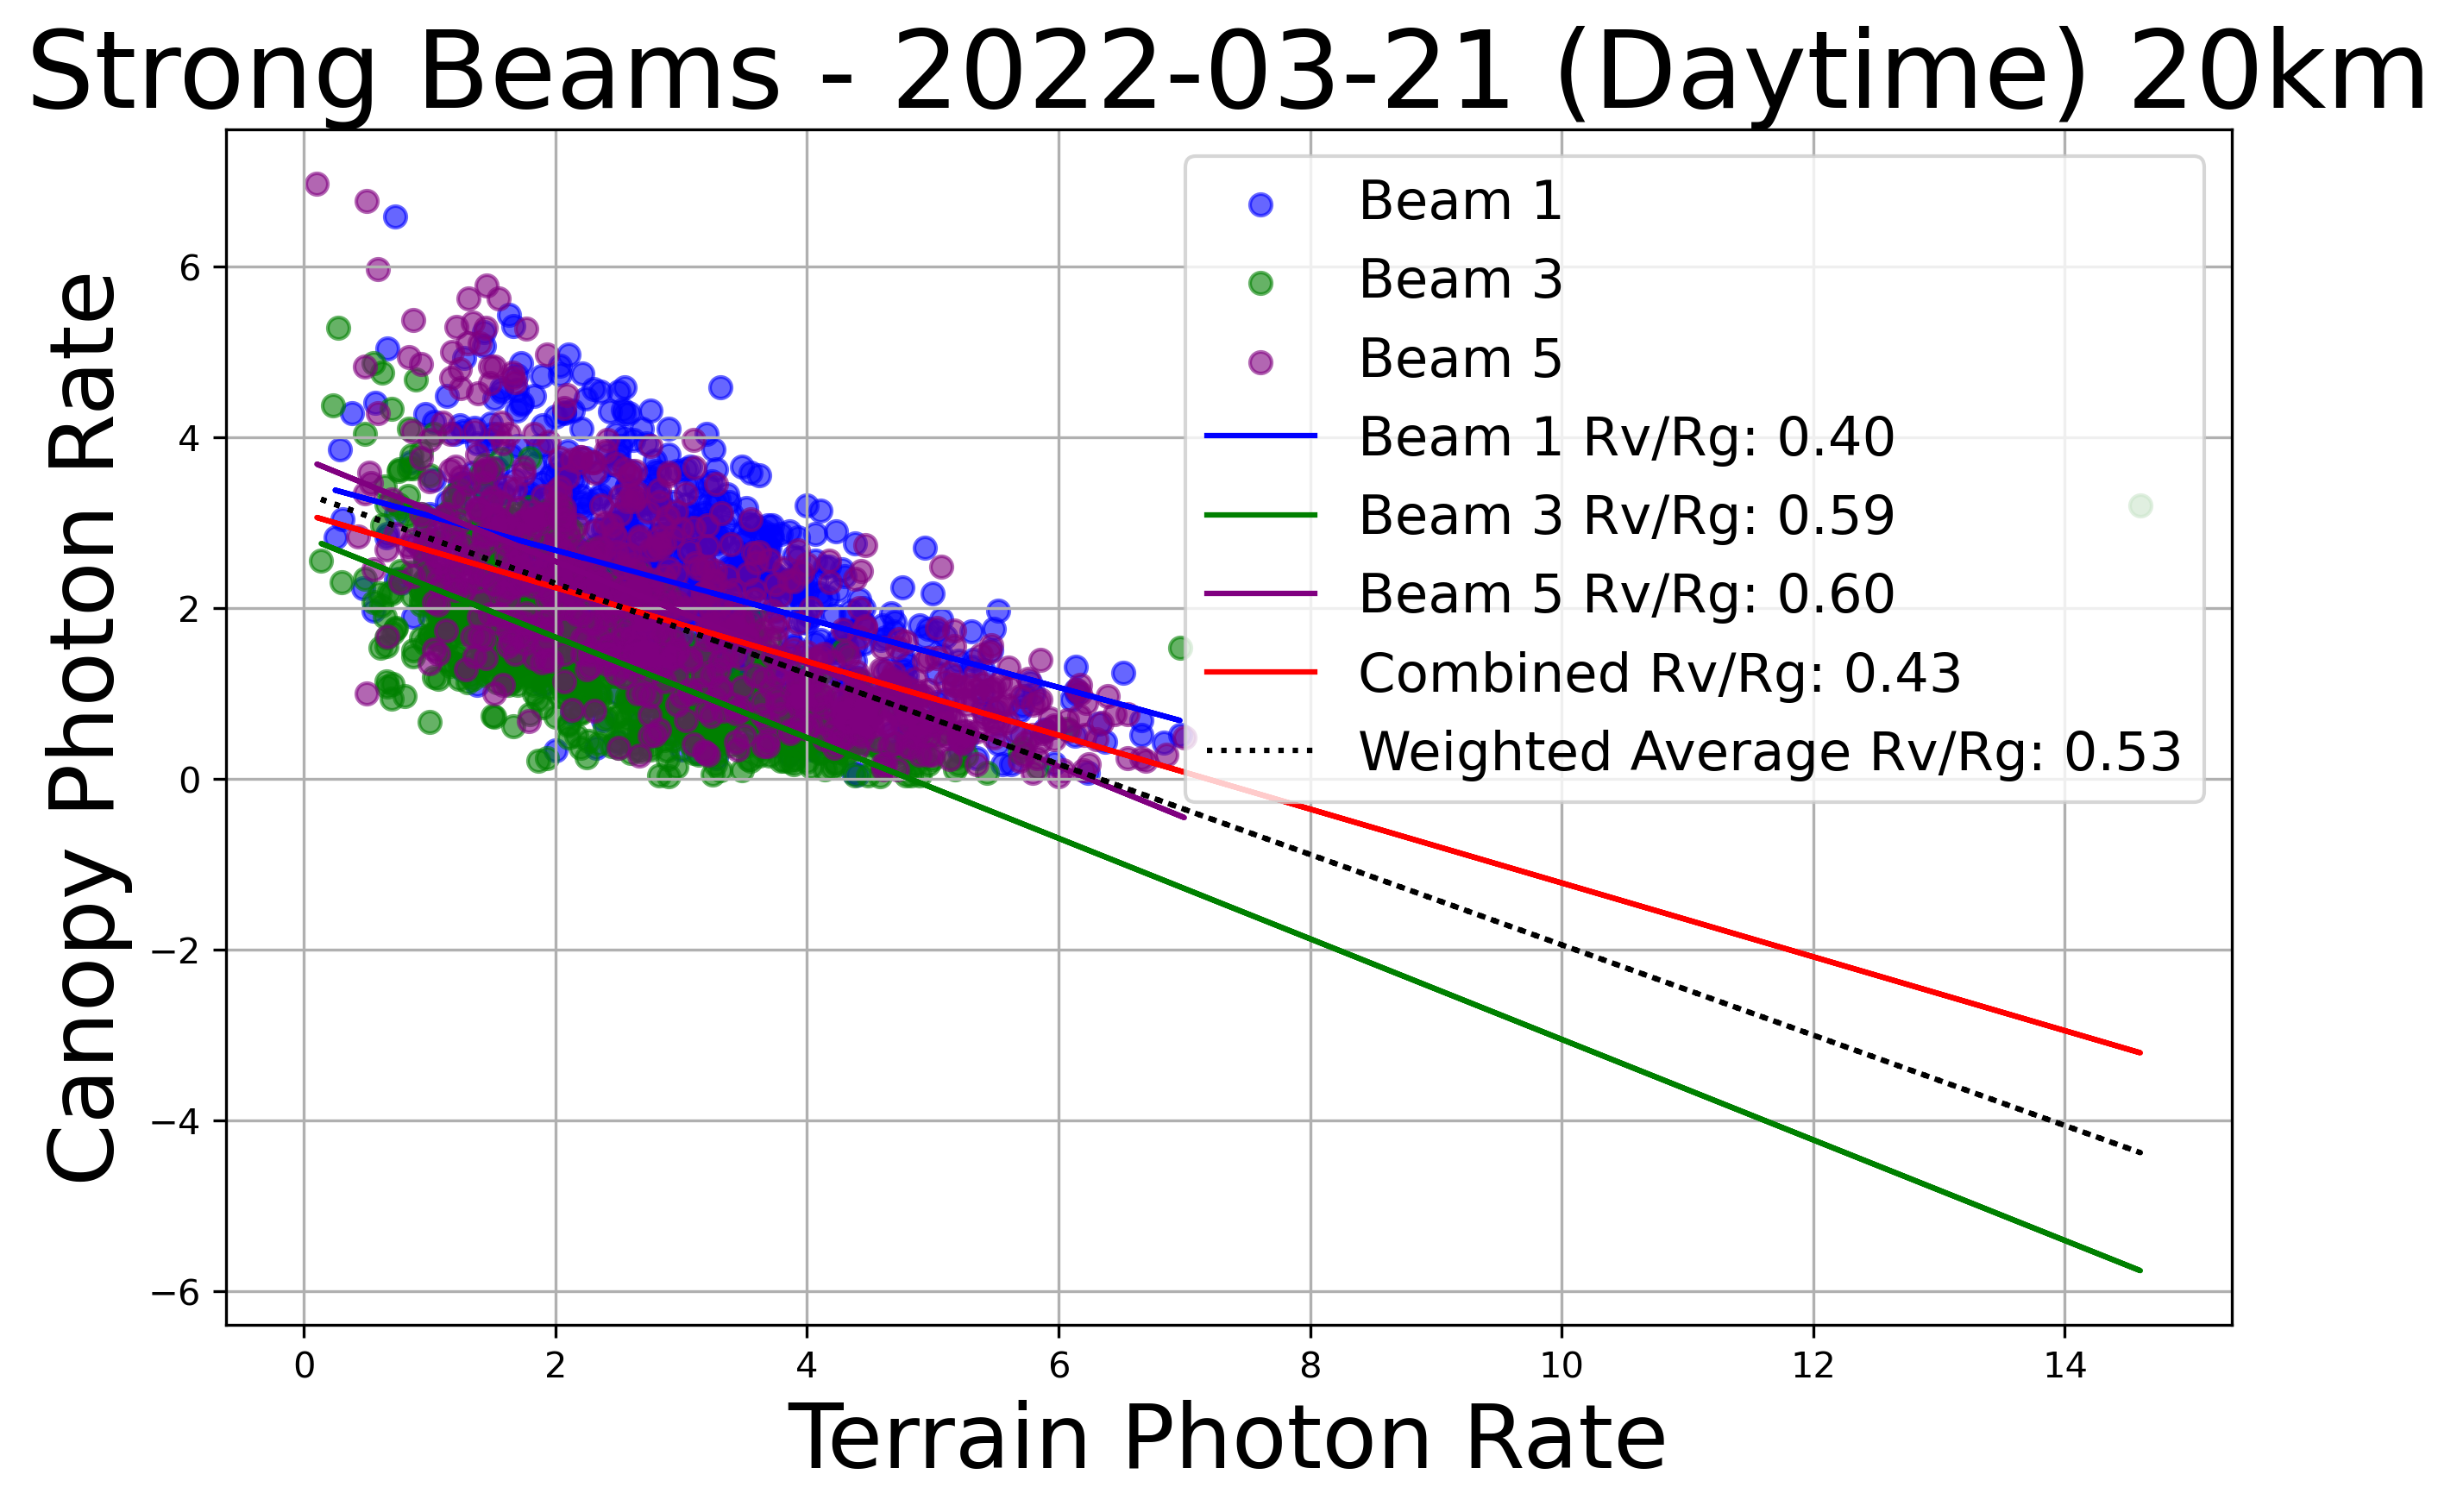 Strong Beams - 2022-03-21 (Daytime) 20km
Canopy Photon Rate
6
4
2
0
−2
−4
−6
Beam 1
Beam 3
Beam 5
Beam 1 Rv/Rg: 0.40
Beam 3 Rv/Rg: 0.59
Beam 5 Rv/Rg: 0.60
Combined Rv/Rg: 0.43
Weighted Average Rv/Rg: 0.53
0 2 4 6 8 10 12 14
Terrain Photon Rate